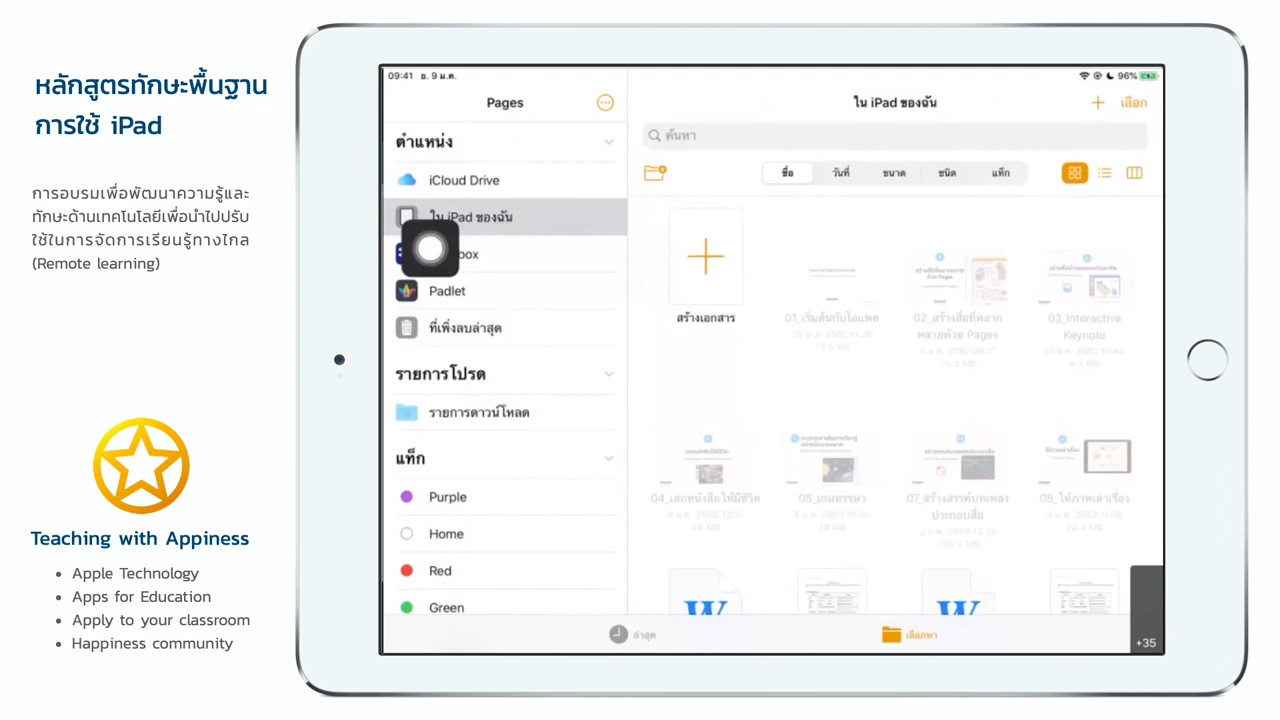 หลักสูตรทักษะพื้นฐาน
การใช้ iPad
การอบรมเพื่อพัฒนาความรู้และ
ทักษะด้านเทคโนโลยีเพื่อนำไปปรับ
ใช้ในการจัดการเรียนรู้ทางไกล
(Remote learning)
Teaching with Appiness
Apple Technology
Apps for Education
Apply to your classroom
Happiness community
09:41 อ. 9 ม.ค.
96%
Pages
ตำแหน่ง
iCloud Drive
ใน iPad ของฉัน
box
Padlet
ที่เพิ่งลบล่าสุด
รายการโปรด
รายการดาวน์โหลด
แท็ก
Purple
Home
Red
Green
ใน iPad ของฉัน
เลือก
ค้นหา
ชื่อ วันที่ ขนาด ชนิด แท็ก
สร้างเอกสาร
01_เริ่มต้นกับไอแพด
02_สร้างสื่อที่หลาก
หลายด้วย Pages
03_Interactive
Keynote
04_เสกหนังสือให้มีชีวิต
07_สร้างสรรค์บทเพลง
ประกอบสื่อ
08_ให้ภาพเล่าเรื่อง
W
W
ล่าสุด
เลือกหา
+35